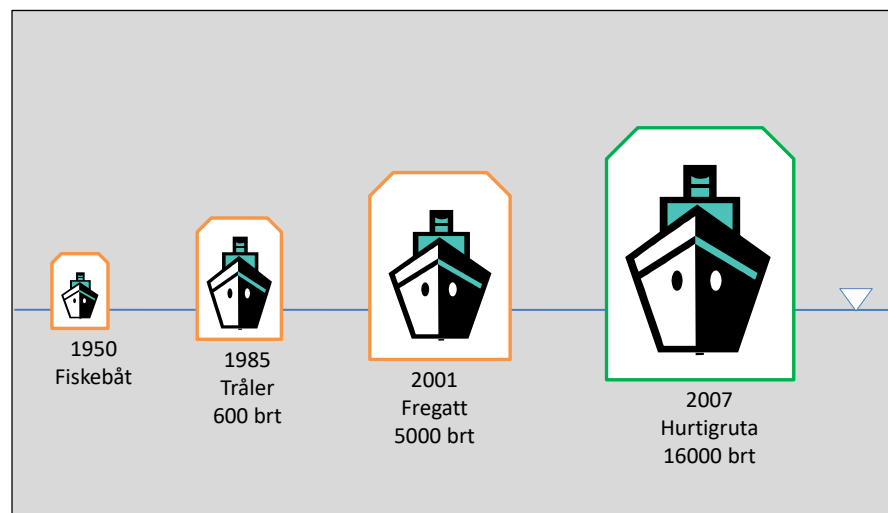 1950
Fiskebåt
1985
Tråler
600 brt
2001
Fregatt
5000 brt
2007
Hurtigruta
16000 brt